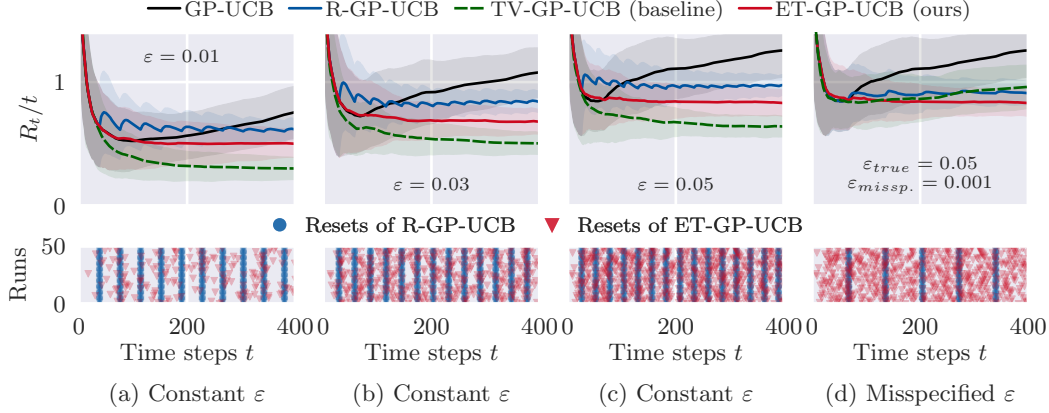 GP-UCB R-GP-UCB TV-GP-UCB (baseline) ET-GP-UCB (ours)
R_t/t
1
0
ε = 0.01
ε = 0.03
ε = 0.05
ε_true = 0.05
ε_missp. = 0.001
Resets of R-GP-UCB Resets of ET-GP-UCB
Runs
50
0
0 200 400 0 200 400 0 200 400 0 200 400
Time steps t Time steps t Time steps t Time steps t
(a) Constant ε (b) Constant ε (c) Constant ε (d) Misspecified ε